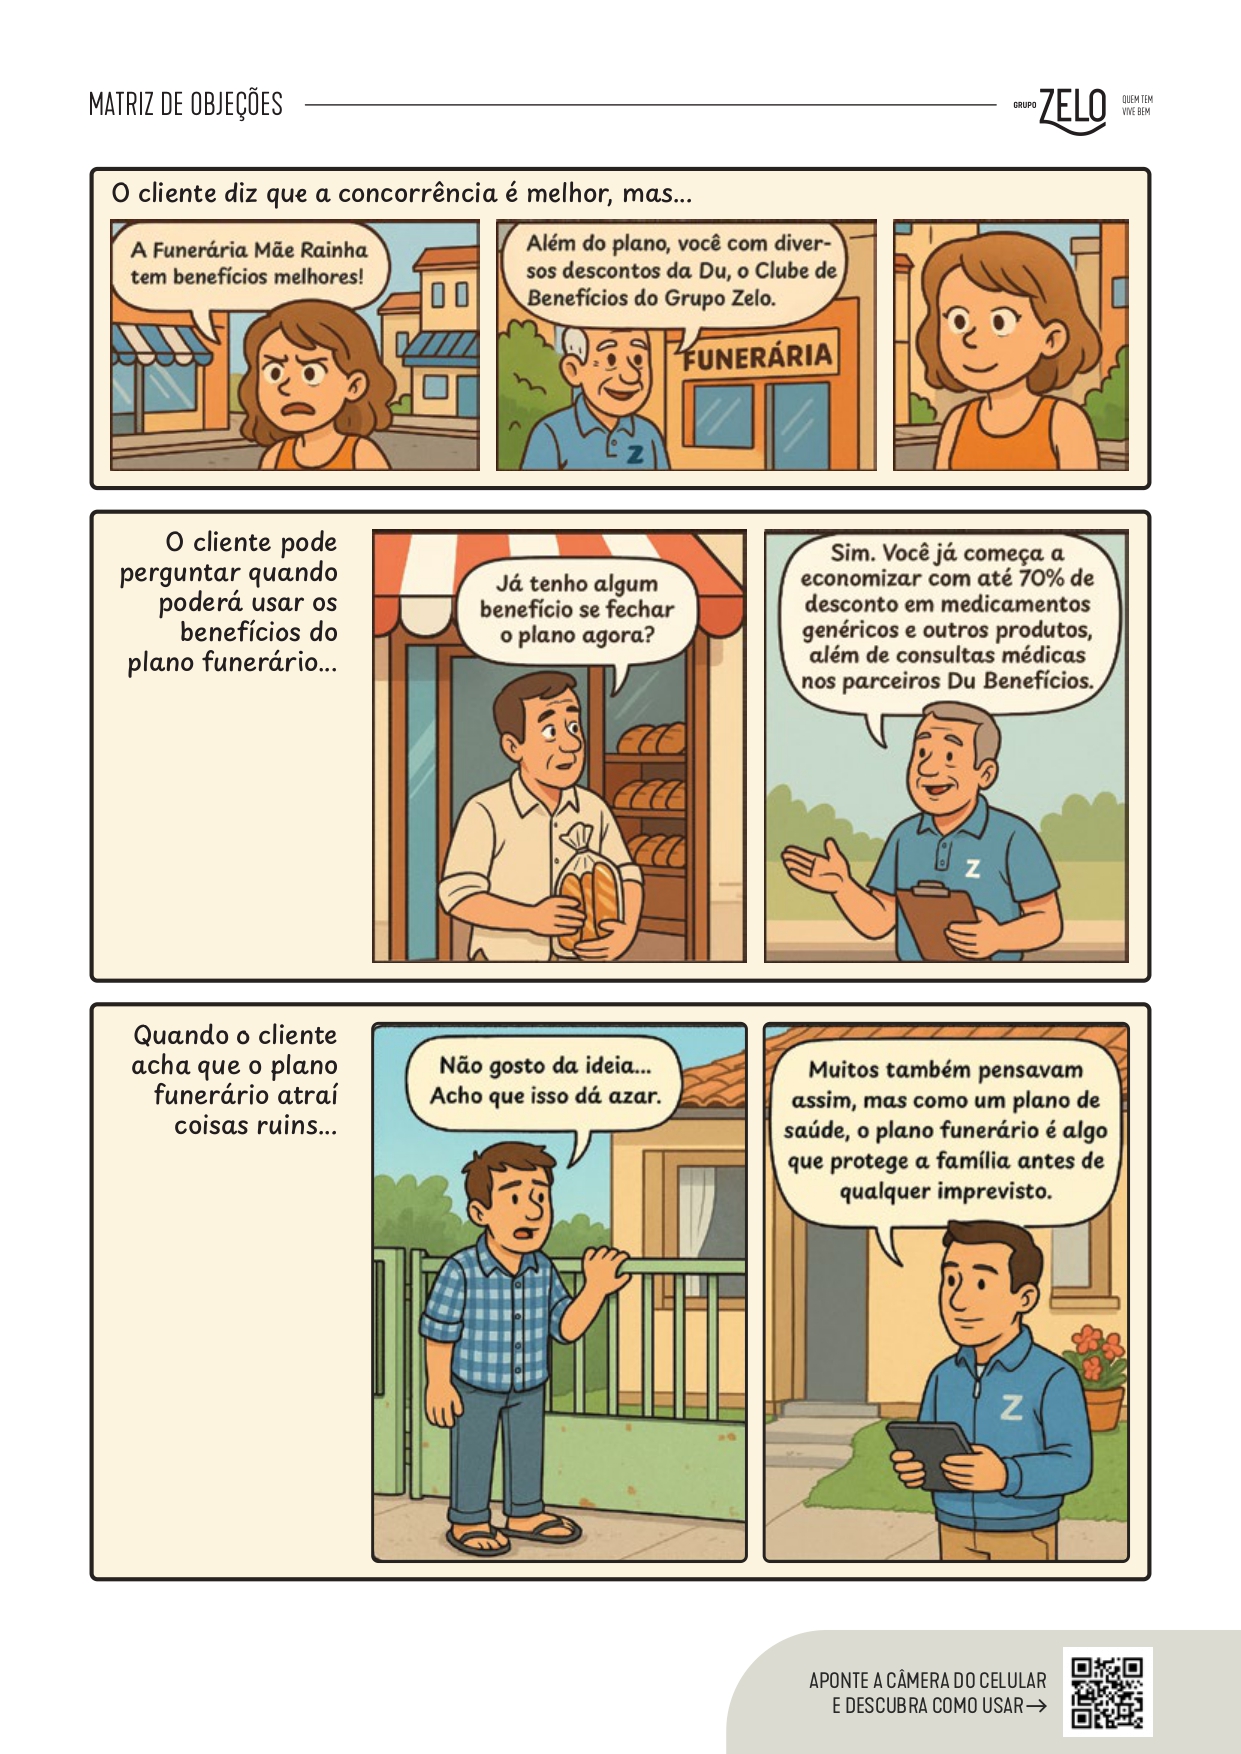 MATRIZ DE OBJEÇÕES
GRUPO ZELO
QUEM TEM
VIVE BEM
O cliente diz que a concorrência é melhor, mas...
A Funerária Mãe Rainha
tem benefícios melhores!
Além do plano, você com diver-
sos descontos da Du, o Clube de
Benefícios do Grupo Zelo.
FUNERÁRIA
Z
O cliente pode
perguntar quando
poderá usar os
benefícios do
plano funerário...
Já tenho algum
benefício se fechar
o plano agora?
Sim. Você já começa a
economizar com até 70% de
desconto em medicamentos
genéricos e outros produtos,
além de consultas médicas
nos parceiros Du Benefícios.
Z
Quando o cliente
acha que o plano
funerário atraí
coisas ruins...
Não gosto da ideia...
Acho que isso dá azar.
Muitos também pensavam
assim, mas como um plano de
saúde, o plano funerário é algo
que protege a família antes de
qualquer imprevisto.
Z
APONTE A CÂMERA DO CELULAR
E DESCUBRA COMO USAR→